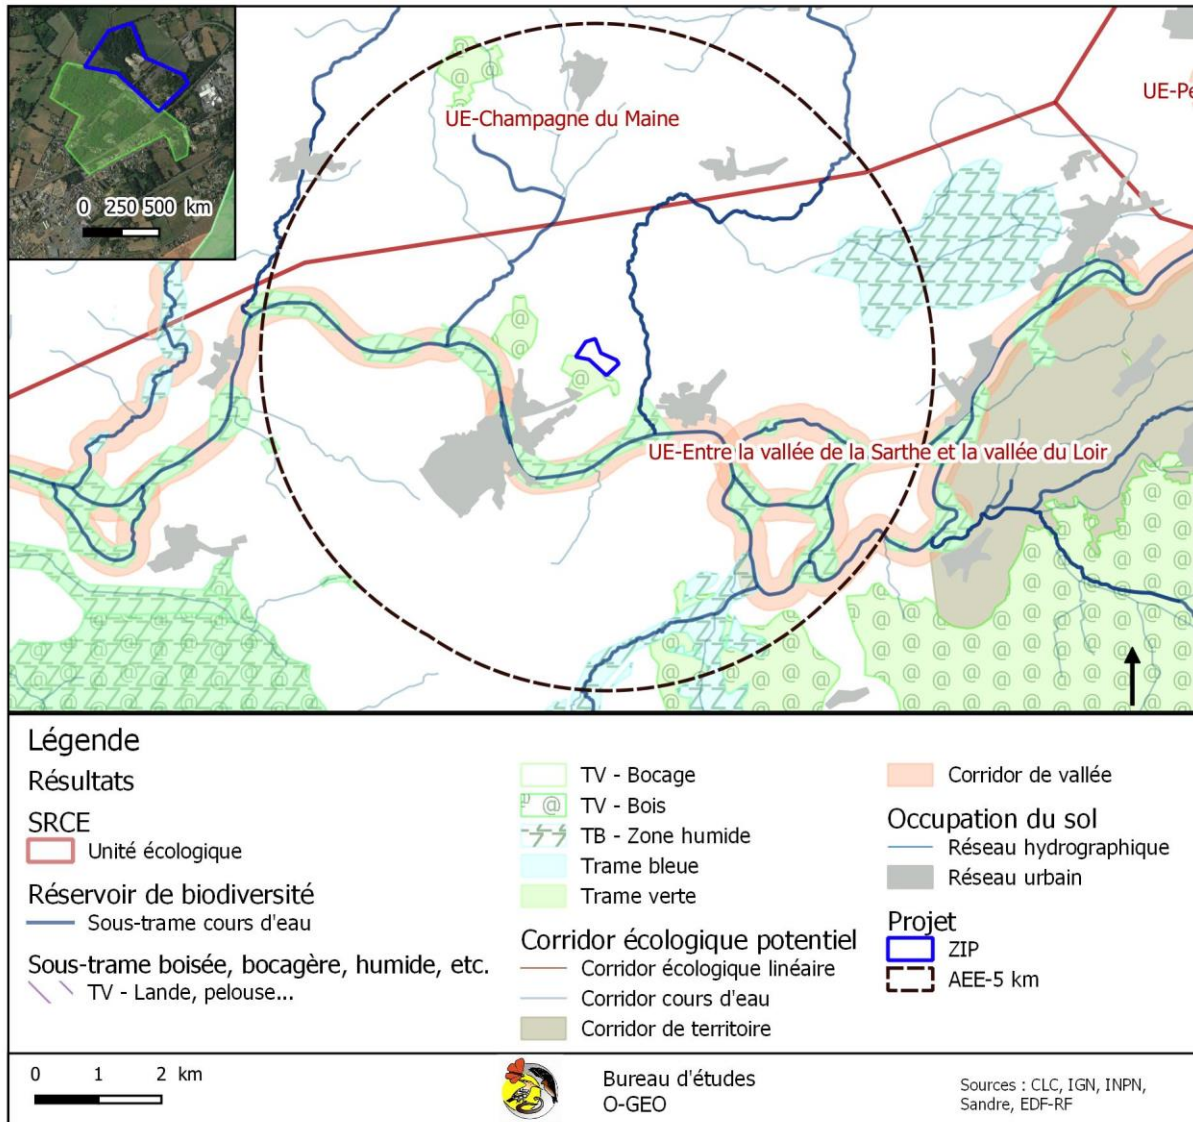 0 250 500 km
UE-Champagne du Maine
UE-Pe
UE-Entre la vallée de la Sarthe et la vallée du Loir
Légende
Résultats
SRCE
Unité écologique
Réservoir de biodiversité
Sous-trame cours d'eau
Sous-trame boisée, bocagère, humide, etc.
TV - Lande, pelouse...
TV - Bocage
TV - Bois
TB - Zone humide
Trame bleue
Trame verte
Corridor écologique potentiel
Corridor écologique linéaire
Corridor cours d'eau
Corridor de territoire
Corridor de vallée
Occupation du sol
Réseau hydrographique
Réseau urbain
Projet
ZIP
AEE-5 km
0 1 2 km
Bureau d'études
O-GEO
Sources : CLC, IGN, INPN,
Sandre, EDF-RF